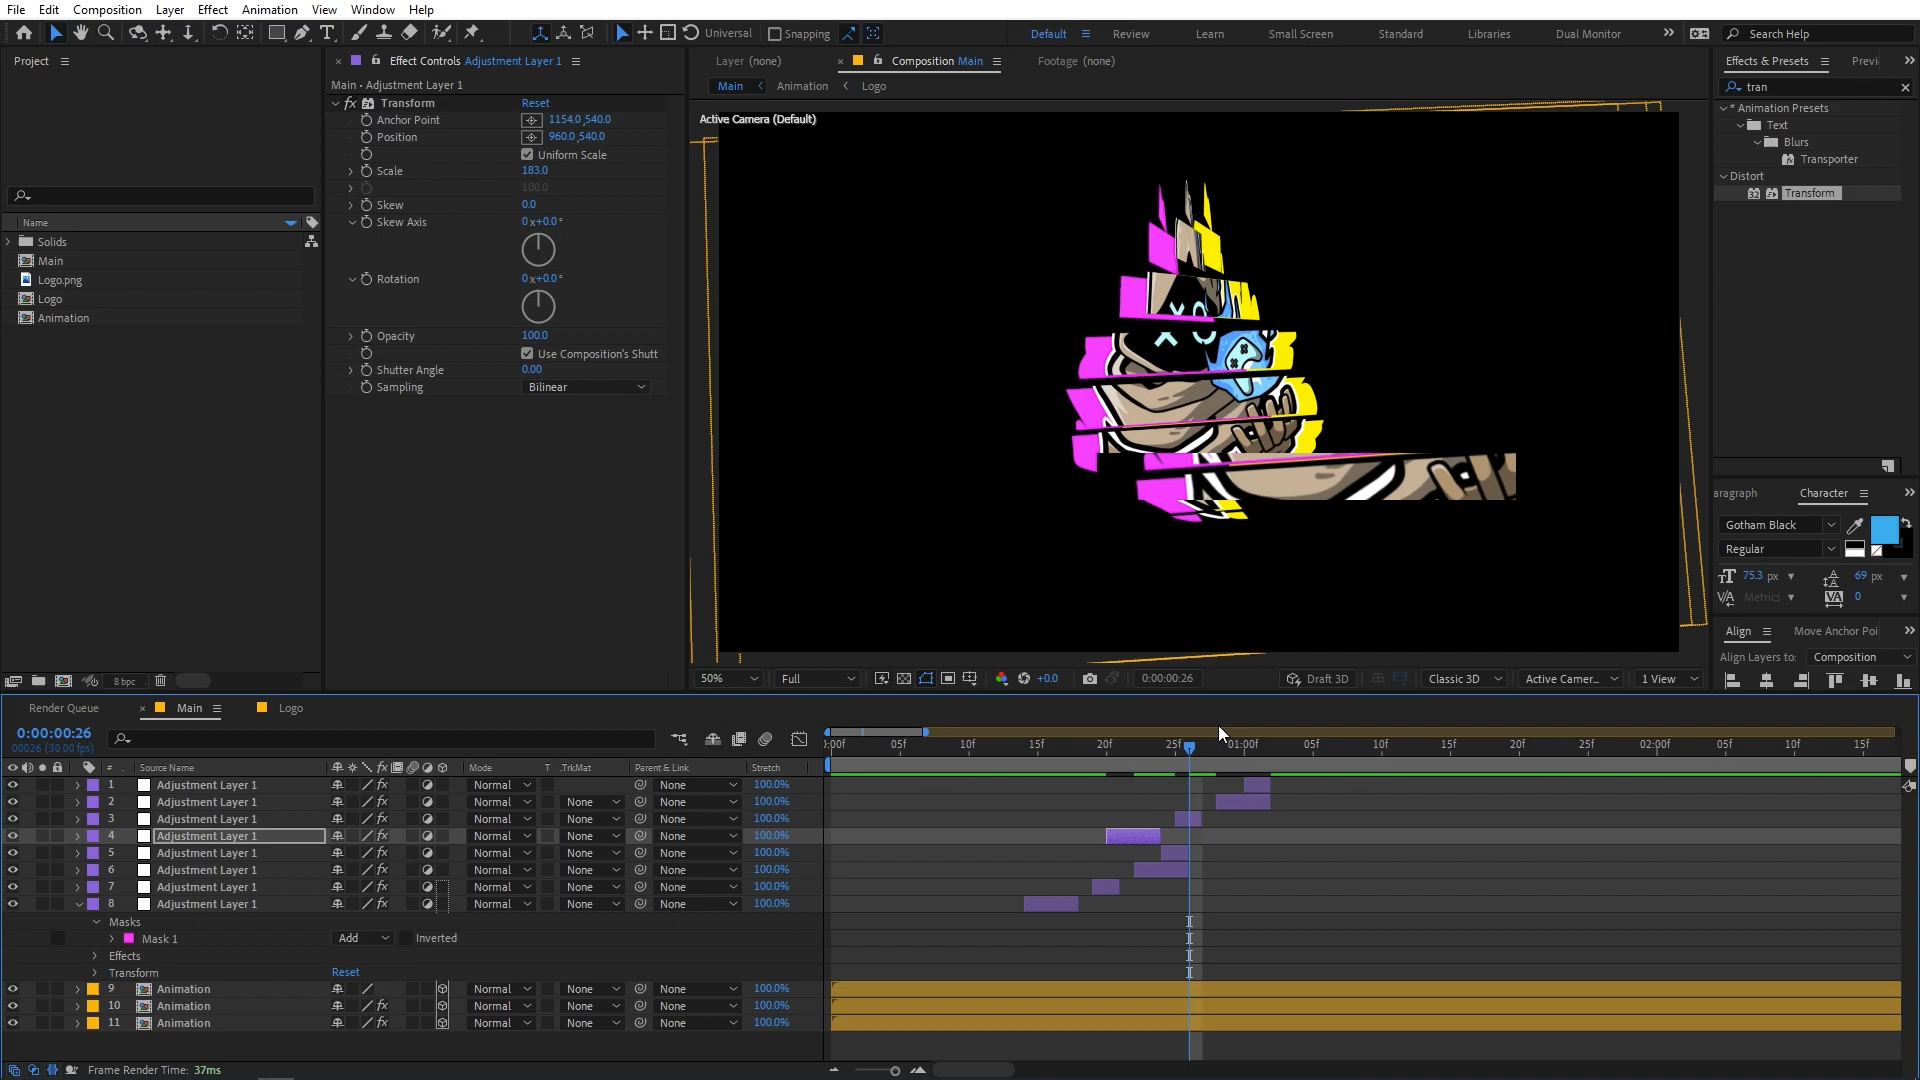 File Edit Composition Layer Effect Animation View Window Help
Universal Snapping Default Review Learn Small Screen Standard Libraries Dual Monitor Search Help
Project
Effect Controls Adjustment Layer 1
Layer (none) Composition Main Footage (none)
Effects & Presets Previ
Main • Adjustment Layer 1
Main Animation Logo
tran
fx Transform Reset
Anchor Point 1154.0,540.0
Position 960.0,540.0
Uniform Scale
Scale 183.0
100.0
Skew 0.0
Skew Axis 0x+0.0°
Rotation 0x+0.0°
Opacity 100.0
Use Composition's Shutt
Shutter Angle 0.00
Sampling Bilinear
Name
Solids
Main
Logo.png
Logo
Animation
8 bpc
Active Camera (Default)
* Animation Presets
Text
Blurs
Transporter
Distort
32 Transform
aragraph Character
Gotham Black
Regular
75.3 px 69 px
Metrics 0
Align Move Anchor Poi
Align Layers to: Composition
50% Full +0.0 0:00:00:26 Draft 3D Classic 3D Active Camer... 1 View
Render Queue Main Logo
0:00:00:26
00026 (30.00 fps)
:00f 05f 10f 15f 20f 25f 01:00f 05f 10f 15f 20f 25f 02:00f 05f 10f 15f
# Source Name Mode T .TrkMat Parent & Link Stretch
1 Adjustment Layer 1 fx Normal None 100.0%
2 Adjustment Layer 1 fx Normal None None 100.0%
3 Adjustment Layer 1 fx Normal None None 100.0%
4 Adjustment Layer 1 fx Normal None None 100.0%
5 Adjustment Layer 1 fx Normal None None 100.0%
6 Adjustment Layer 1 fx Normal None None 100.0%
7 Adjustment Layer 1 fx Normal None None 100.0%
8 Adjustment Layer 1 fx Normal None None 100.0%
Masks
Mask 1 Add Inverted
Effects
Transform Reset
9 Animation Normal None None 100.0%
10 Animation fx Normal None None 100.0%
11 Animation fx Normal None None 100.0%
Frame Render Time: 37ms